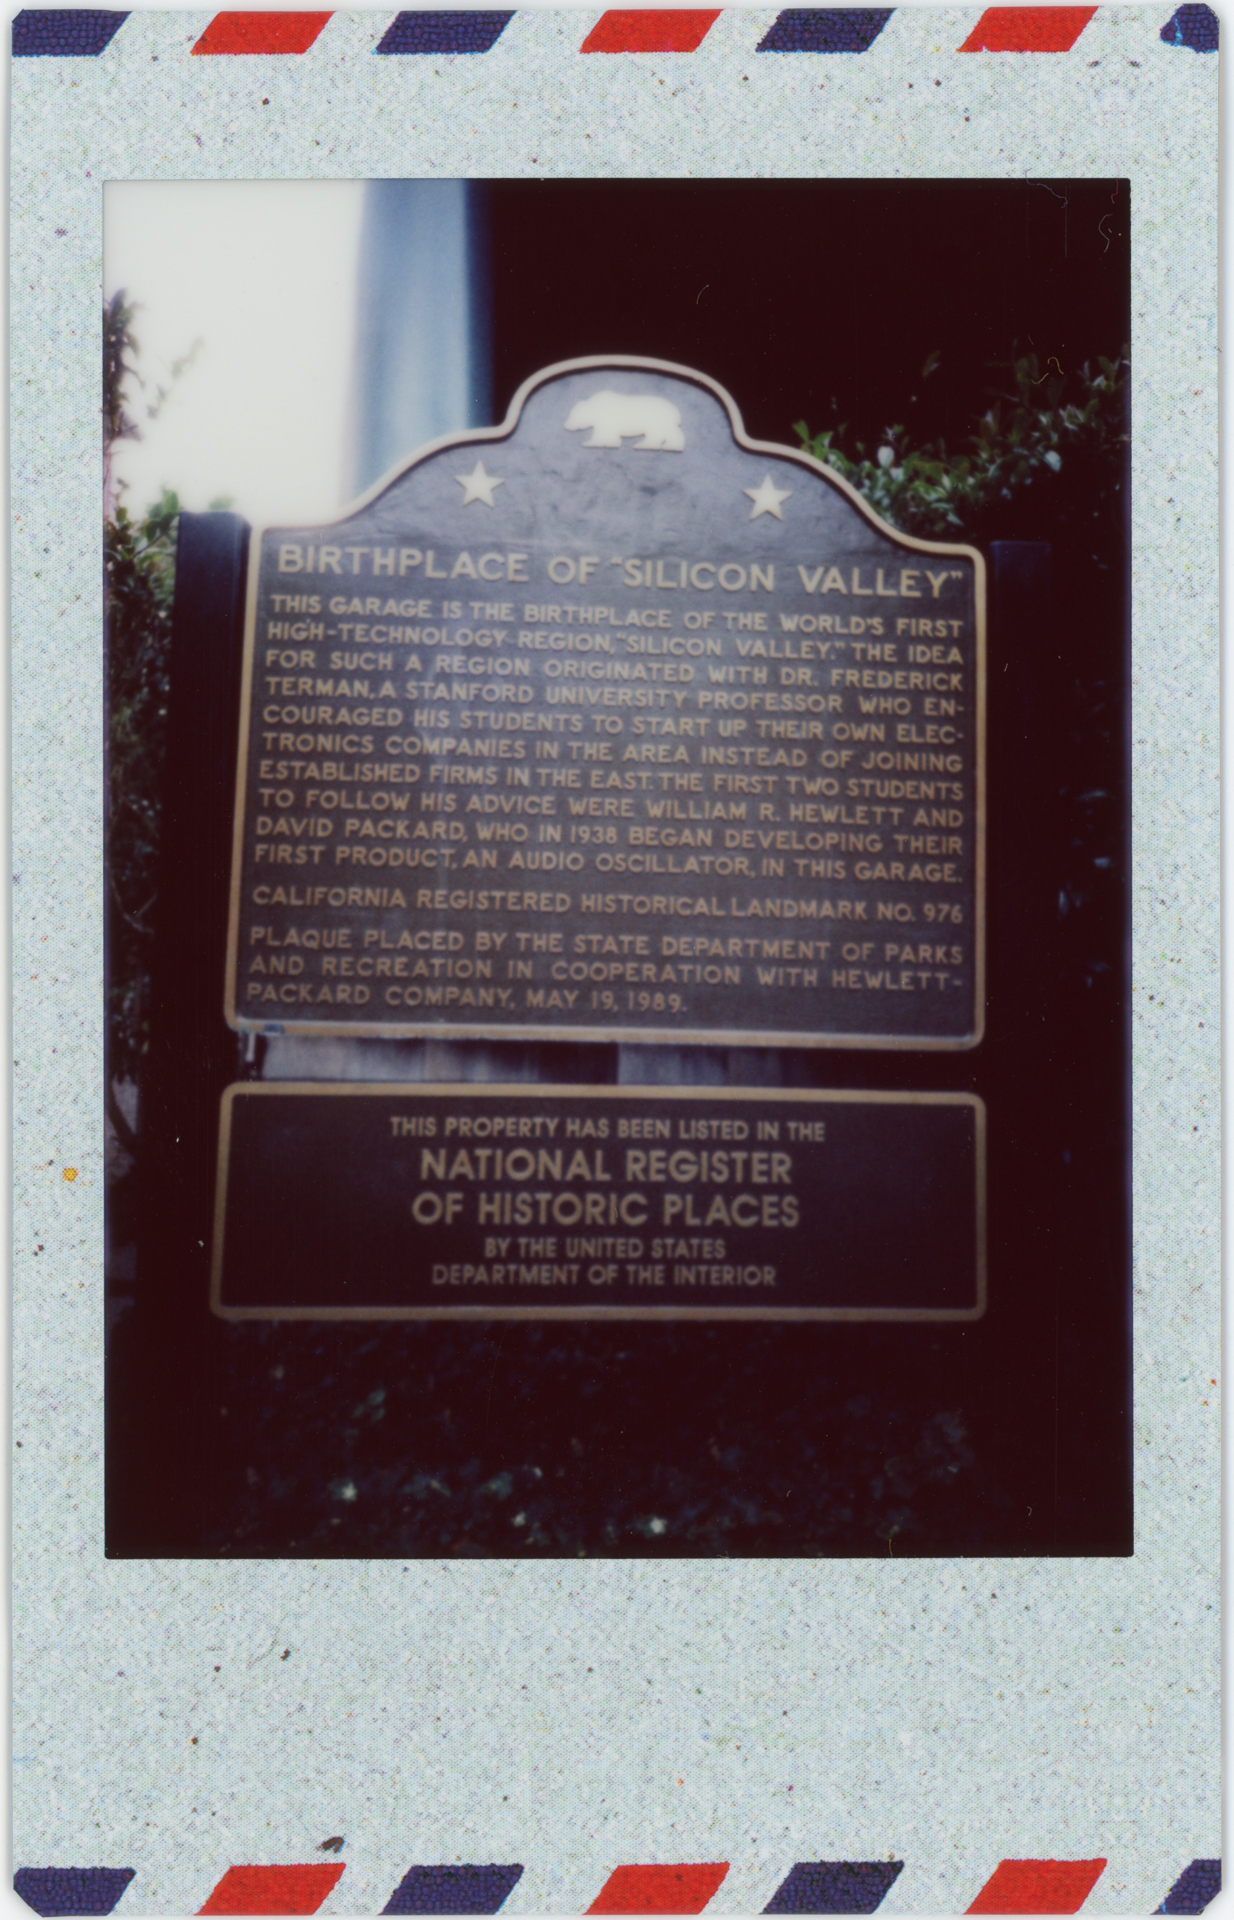 BIRTHPLACE OF "SILICON VALLEY"
THIS GARAGE IS THE BIRTHPLACE OF THE WORLD'S FIRST
HIGH-TECHNOLOGY REGION, "SILICON VALLEY." THE IDEA
FOR SUCH A REGION ORIGINATED WITH DR. FREDERICK
TERMAN, A STANFORD UNIVERSITY PROFESSOR WHO EN-
COURAGED HIS STUDENTS TO START UP THEIR OWN ELEC-
TRONICS COMPANIES IN THE AREA INSTEAD OF JOINING
ESTABLISHED FIRMS IN THE EAST. THE FIRST TWO STUDENTS
TO FOLLOW HIS ADVICE WERE WILLIAM R. HEWLETT AND
DAVID PACKARD, WHO IN 1938 BEGAN DEVELOPING THEIR
FIRST PRODUCT, AN AUDIO OSCILLATOR, IN THIS GARAGE.
CALIFORNIA REGISTERED HISTORICAL LANDMARK NO. 976
PLAQUE PLACED BY THE STATE DEPARTMENT OF PARKS
AND RECREATION IN COOPERATION WITH HEWLETT-
PACKARD COMPANY, MAY 19, 1989.
THIS PROPERTY HAS BEEN LISTED IN THE
NATIONAL REGISTER
OF HISTORIC PLACES
BY THE UNITED STATES
DEPARTMENT OF THE INTERIOR